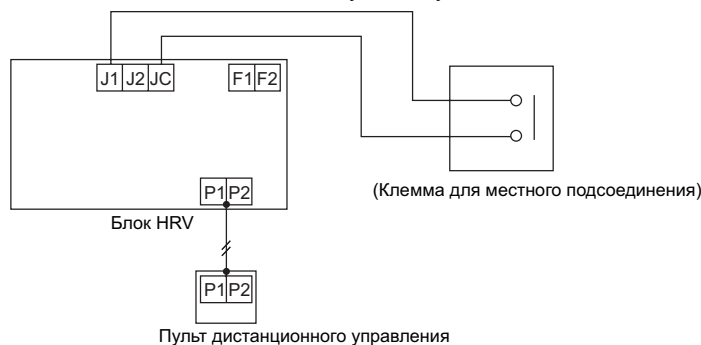 J1 J2 JC F1 F2
P1 P2
(Клемма для местного подсоединения)
Блок HRV
P1 P2
Пульт дистанционного управления